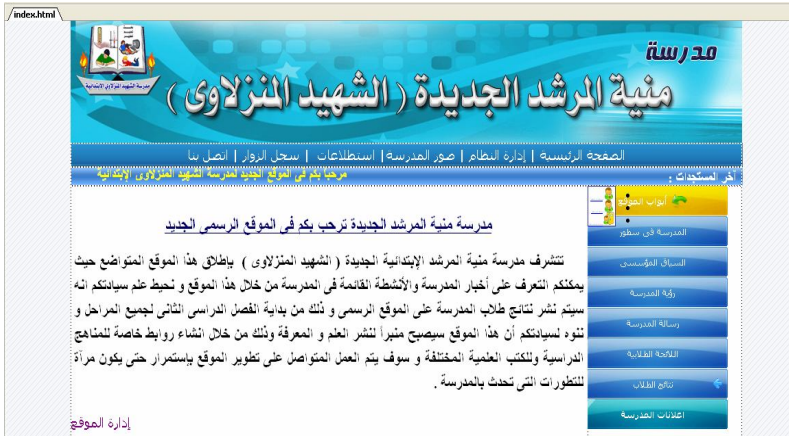 index.html
مدرسة
منية المرشد الجديدة ( الشهيد المنزلاوى )
مدرسة الشهيد المنزلاوي الابتدائية
الصفحة الرئيسية | إدارة النظام | صور المدرسة | استطلاعات | سجل الزوار | اتصل بنا
آخر المستجدات :
مرحبا بكم فى الموقع الجديد لمدرسة الشهيد المنزلاوى الإبتدائية
أبواب الموقع
المدرسة فى سطور
السياق المؤسسى
رؤية المدرسة
رسالة المدرسة
اللائحة الطلابية
نتائج الطلاب
اعلانات المدرسة
مدرسة منية المرشد الجديدة ترحب بكم فى الموقع الرسمى الجديد
تتشرف مدرسة منية المرشد الإبتدائية الجديدة ( الشهيد المنزلاوى ) بإطلاق هذا الموقع المتواضع حيث
يمكنكم التعرف على أخبار المدرسة والأنشطة القائمة فى المدرسة من خلال هذا الموقع و نحيط علم سيادتكم انه
سيتم نشر نتائج طلاب المدرسة على الموقع الرسمى و ذلك من بداية الفصل الدراسى الثانى لجميع المراحل و
ننوه لسيادتكم أن هذا الموقع سيصبح منبراً لنشر العلم و المعرفة وذلك من خلال انشاء روابط خاصة للمناهج
الدراسية وللكتب العلمية المختلفة و سوف يتم العمل المتواصل على تطوير الموقع بإستمرار حتى يكون مرآة
للتطورات التى تحدث بالمدرسة .
إدارة الموقع